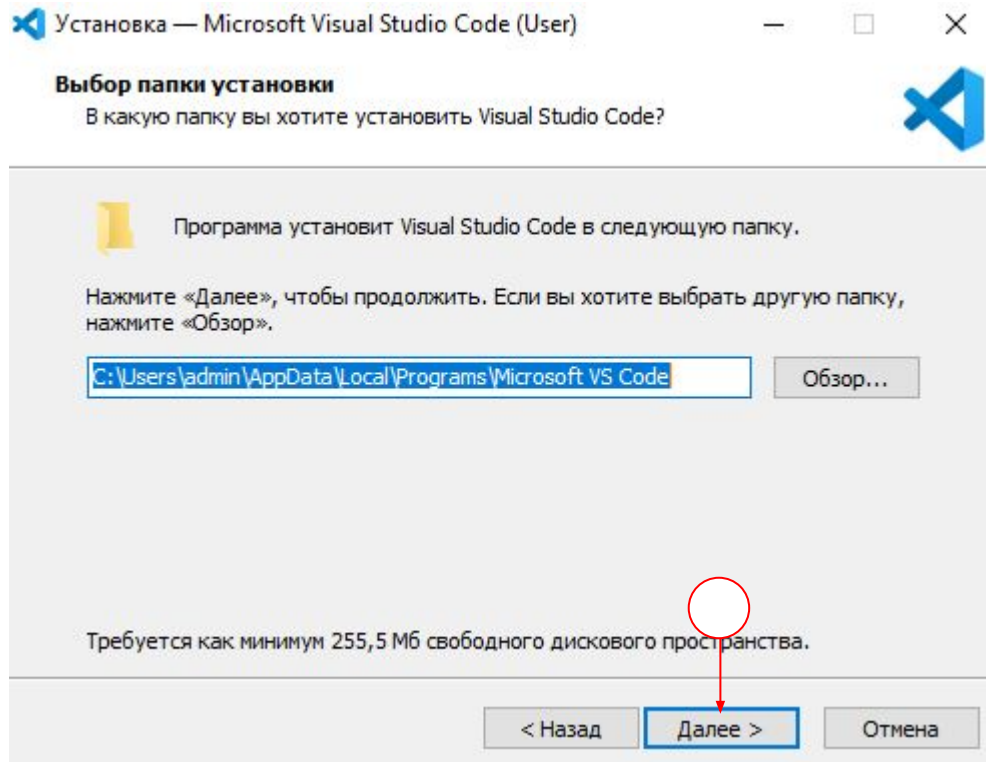 Установка — Microsoft Visual Studio Code (User)
Выбор папки установки
В какую папку вы хотите установить Visual Studio Code?
Программа установит Visual Studio Code в следующую папку.
Нажмите «Далее», чтобы продолжить. Если вы хотите выбрать другую папку,
нажмите «Обзор».
C:\Users\admin\AppData\Local\Programs\Microsoft VS Code
Обзор...
Требуется как минимум 255,5 Мб свободного дискового пространства.
< Назад
Далее >
Отмена